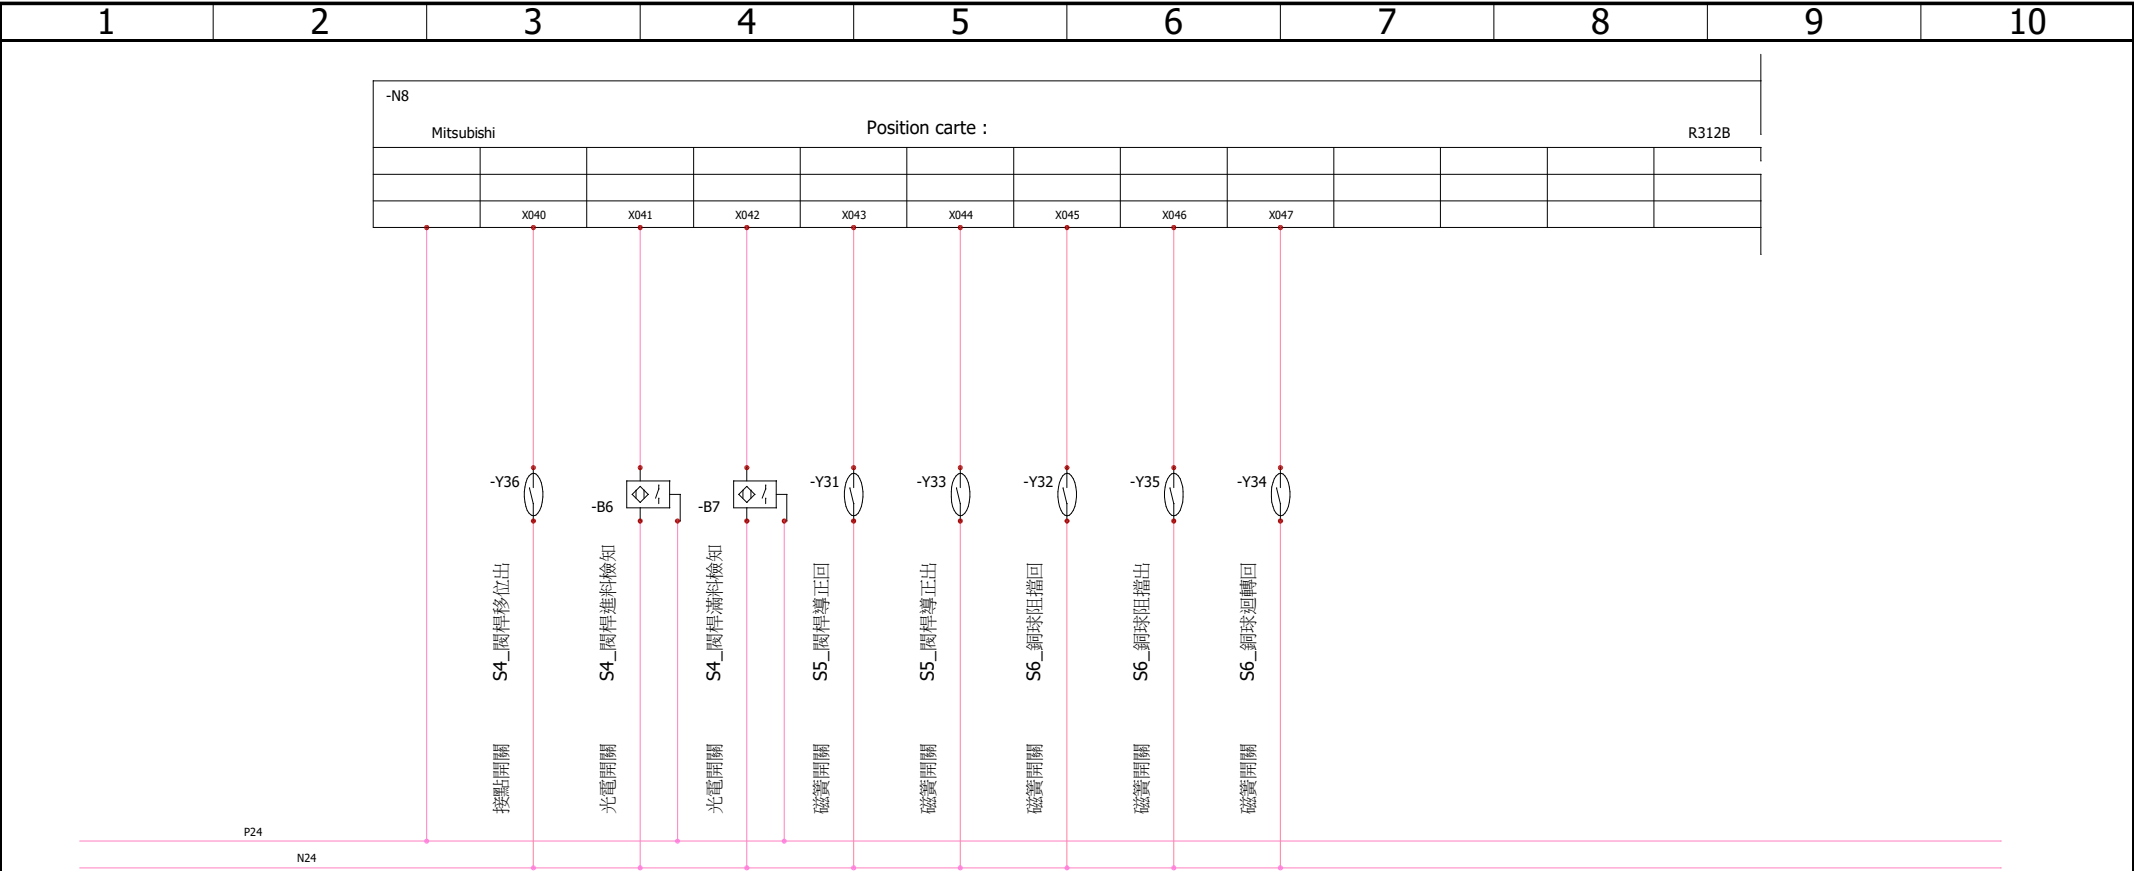 1 2 3 4 5 6 7 8 9 10
-N8
Mitsubishi Position carte : R312B
X040 X041 X042 X043 X044 X045 X046 X047
-Y36 -B6 -B7 -Y31 -Y33 -Y32 -Y35 -Y34
S4_閥桿移位出
S4_閥桿進料檢知
S4_閥桿滿料檢知
S5_閥桿導正回
S5_閥桿導正出
S6_銅球阻擋回
S6_銅球阻擋出
S6_銅球迴轉回
接點開關
光電開關
光電開關
磁簧開關
磁簧開關
磁簧開關
磁簧開關
磁簧開關
P24
N24